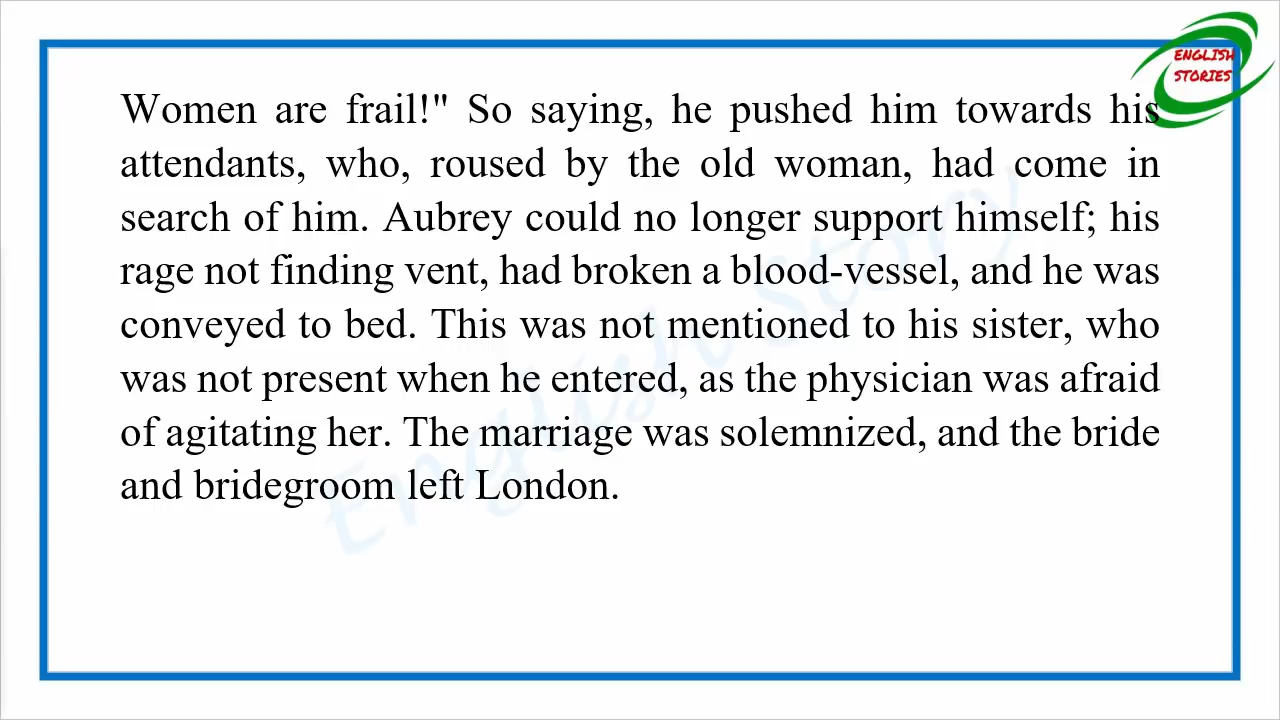 ENGLISH
STORIES
Women are frail!" So saying, he pushed him towards his
attendants, who, roused by the old woman, had come in
search of him. Aubrey could no longer support himself; his
rage not finding vent, had broken a blood-vessel, and he was
conveyed to bed. This was not mentioned to his sister, who
was not present when he entered, as the physician was afraid
of agitating her. The marriage was solemnized, and the bride
and bridegroom left London.
English Story